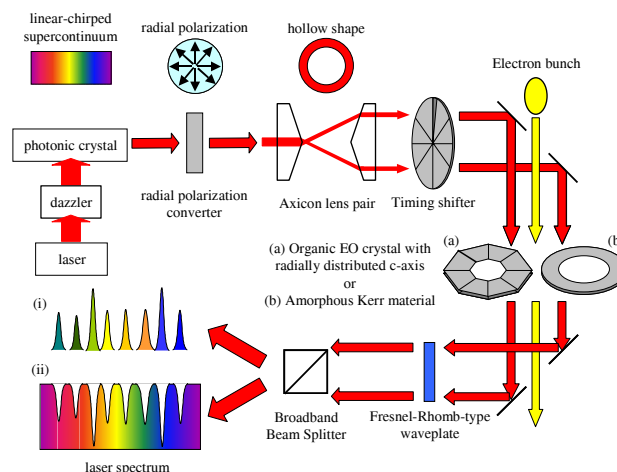 linear-chirped
supercontinuum
radial polarization
hollow shape
Electron bunch
photonic crystal
dazzler
laser
radial polarization
converter
Axicon lens pair
Timing shifter
(a) Organic EO crystal with
radially distributed c-axis
or
(b) Amorphous Kerr material
(a)
(b
(i)
(ii)
laser spectrum
Broadband
Beam Splitter
Fresnel-Rhomb-type
waveplate